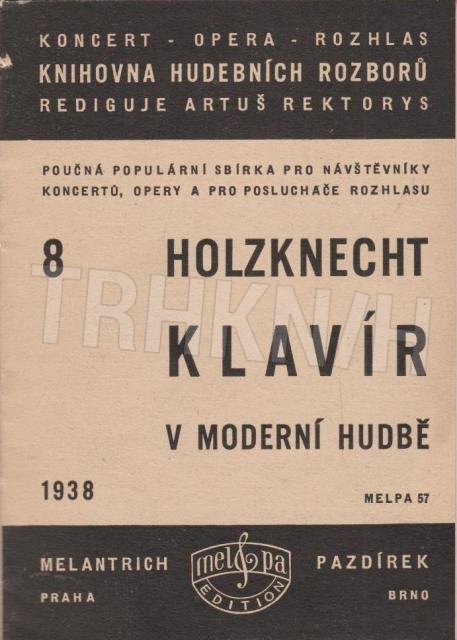 KONCERT - OPERA - ROZHLAS
KNIHOVNA HUDEBNÍCH ROZBORŮ
REDIGUJE ARTUŠ REKTORYS
POUČNÁ POPULÁRNÍ SBÍRKA PRO NÁVŠTĚVNÍKY
KONCERTŮ, OPERY A PRO POSLUCHAČE ROZHLASU
8 HOLZKNECHT
TRHKNIH
KLAVÍR
V MODERNÍ HUDBĚ
1938 MELPA 57
MELANTRICH melpa PAZDÍREK
PRAHA EDITION BRNO